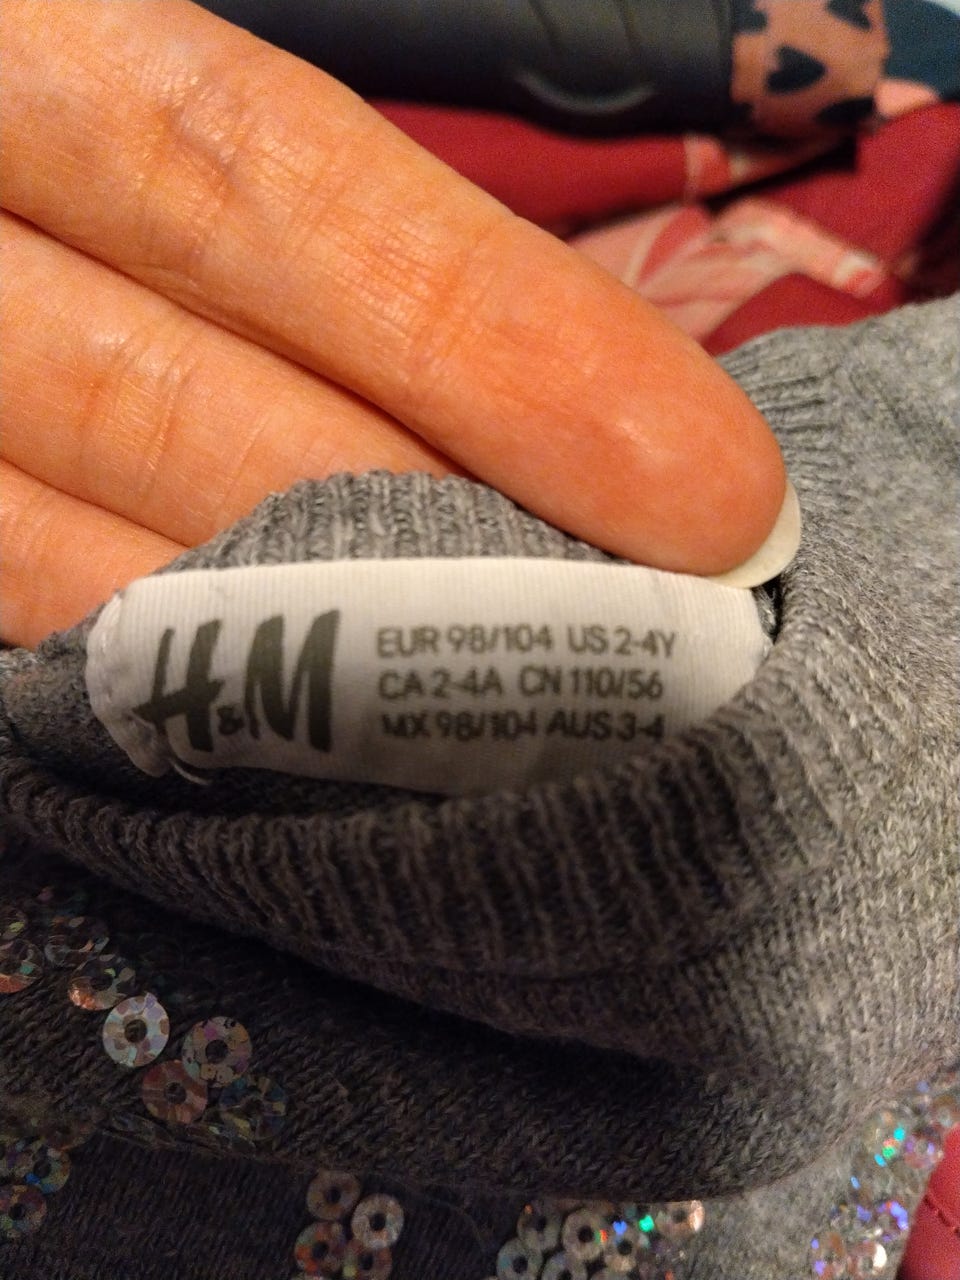 H&M
EUR 98/104 US 2-4Y
CA 2-4A CN 110/56
MX 98/104 AUS 3-4